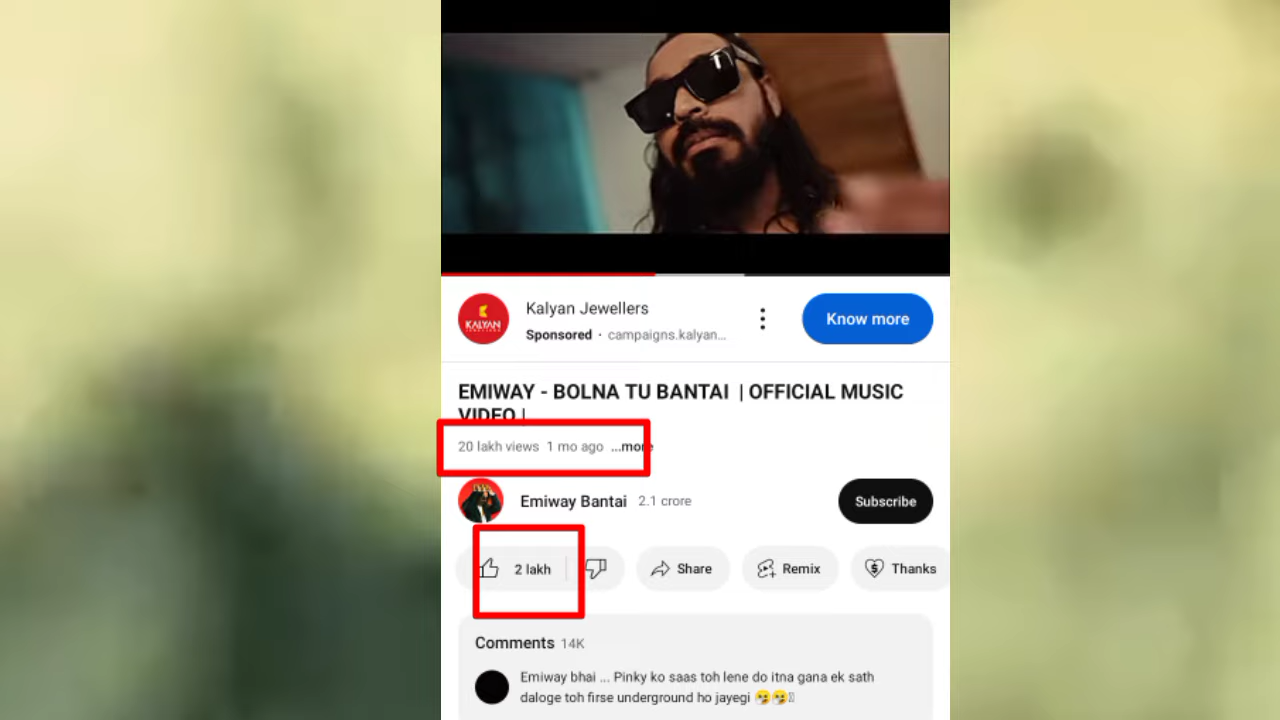 Kalyan Jewellers
KALYAN
JEWELLERS
Sponsored · campaigns.kalyan...
Know more
EMIWAY - BOLNA TU BANTAI | OFFICIAL MUSIC
VIDEO |
20 lakh views 1 mo ago ...more
Emiway Bantai 2.1 crore
Subscribe
2 lakh
Share
Remix
Thanks
Comments 14K
Emiway bhai ... Pinky ko saas toh lene do itna gana ek sath
daloge toh firse underground ho jayegi 🤧🤧